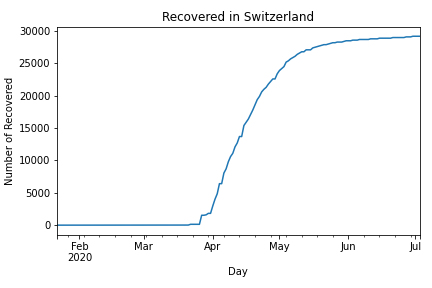 Recovered in Switzerland
Number of Recovered
30000
25000
20000
15000
10000
5000
0
Feb
2020
Mar
Apr
May
Jun
Jul
Day